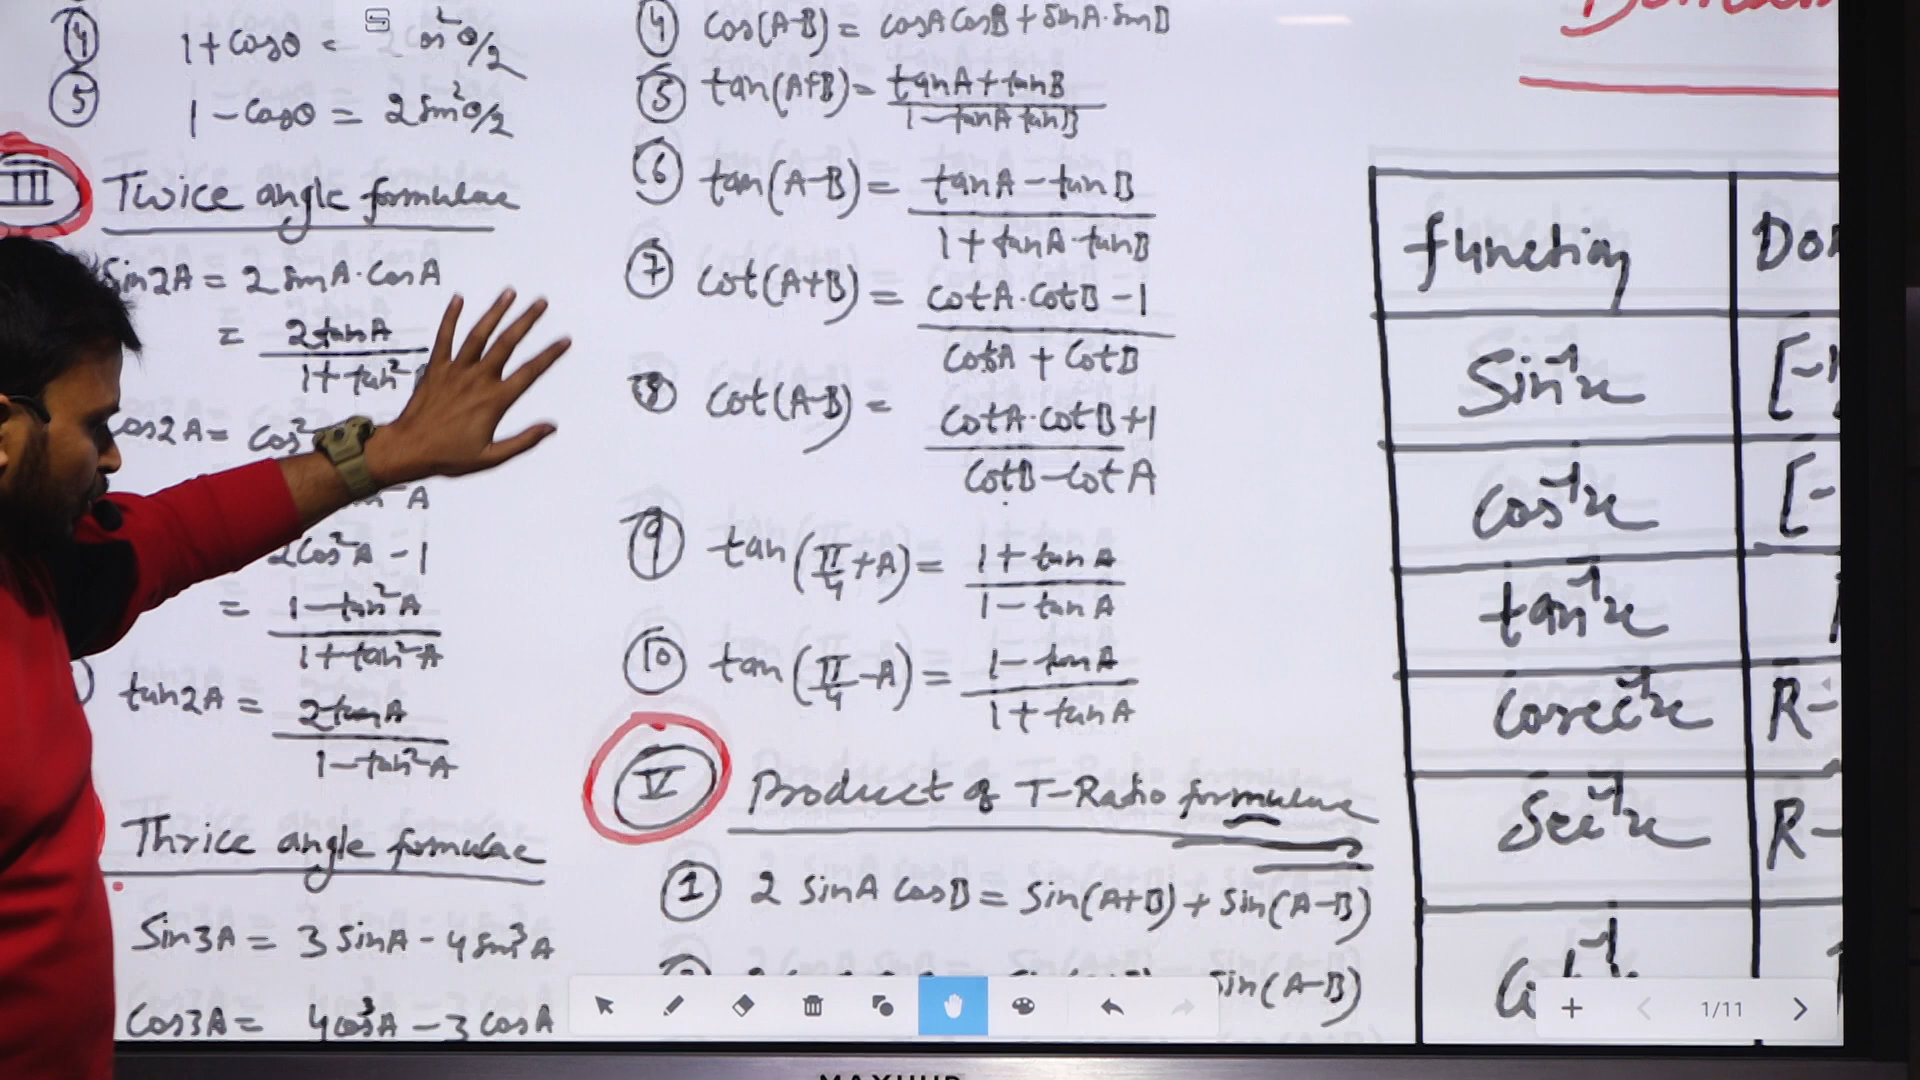 ④ 1+cosθ = 2cos²θ/2
⑤ 1-cosθ = 2sin²θ/2
III Twice angle formulae
Sin2A = 2 sinA·cosA
= 2tanA / 1+tan²
cos2A = cos²
A
2cos²A - 1
= 1-tan²A / 1+tan²A
tan2A = 2tanA / 1-tan²A
Thrice angle formulae
Sin3A = 3 sinA - 4 sin³A
Cos3A = 4cos³A - 3 cosA
④ cos(A-B) = cosA cosB + sinA·sinB
⑤ tan(A+B) = tanA+tanB / 1-tanA tanB
⑥ tan(A-B) = tanA - tanB / 1+tanA·tanB
⑦ cot(A+B) = cotA·cotB -1 / cotA + cotB
⑧ cot(A-B) = cotA·cotB+1 / cotB-cotA
⑨ tan(π/4+A) = 1+tanA / 1-tanA
⑩ tan(π/4-A) = 1-tanA / 1+tanA
V Product of T-Ratio formulae
① 2 sinA cosB = sin(A+B) + sin(A-B)
Sin(A-B)
function
Sin⁻¹x [-1
cos⁻¹x [-
tan⁻¹x
cosec⁻¹x R-
Sec⁻¹x R-
1/11